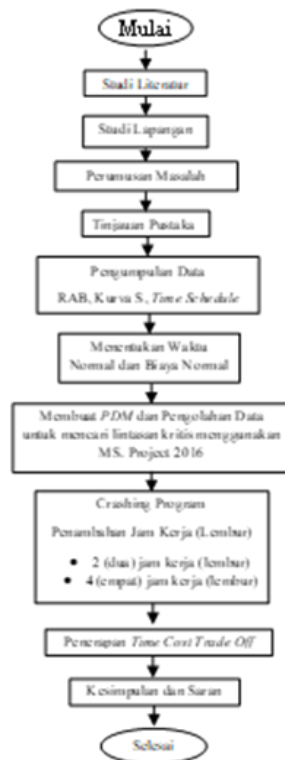 Mulai
Studi Literatur
Studi Lapangan
Perumusan Masalah
Tinjauan Pustaka
Pengumpulan Data
RAB, Kurva S., Time Schedule
Menentukan Waktu
Normal dan Biaya Normal
Membuat PDM dan Pengolahan Data
untuk mencari lintasan kritis menggunakan
MS. Project 2016
Crashing Program
Penambahan Jam Kerja (Lembur)
• 2 (dua) jam kerja (lembur)
• 4 (empat) jam kerja (lembur)
Penerapan Time Cost Trade Off
Kesimpulan dan Saran
Selesai